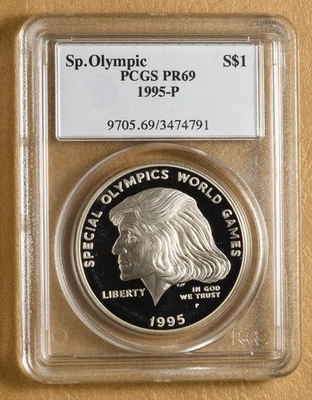 Sp.Olympic S$1
PCGS PR69
1995-P
9705.69/3474791
SPECIAL OLYMPICS WORLD GAMES
LIBERTY
IN GOD
WE TRUST
P
1995